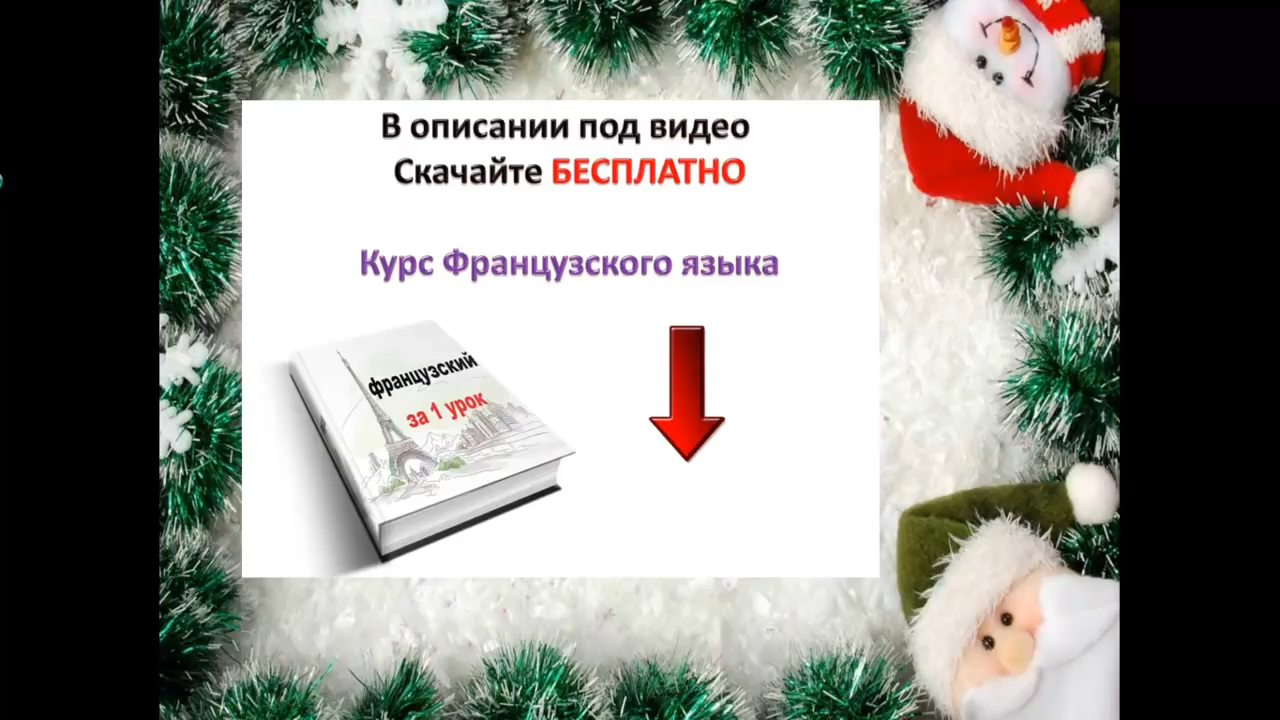 В описании под видео
Скачайте БЕСПЛАТНО
Курс Французского языка
французский
за 1 урок